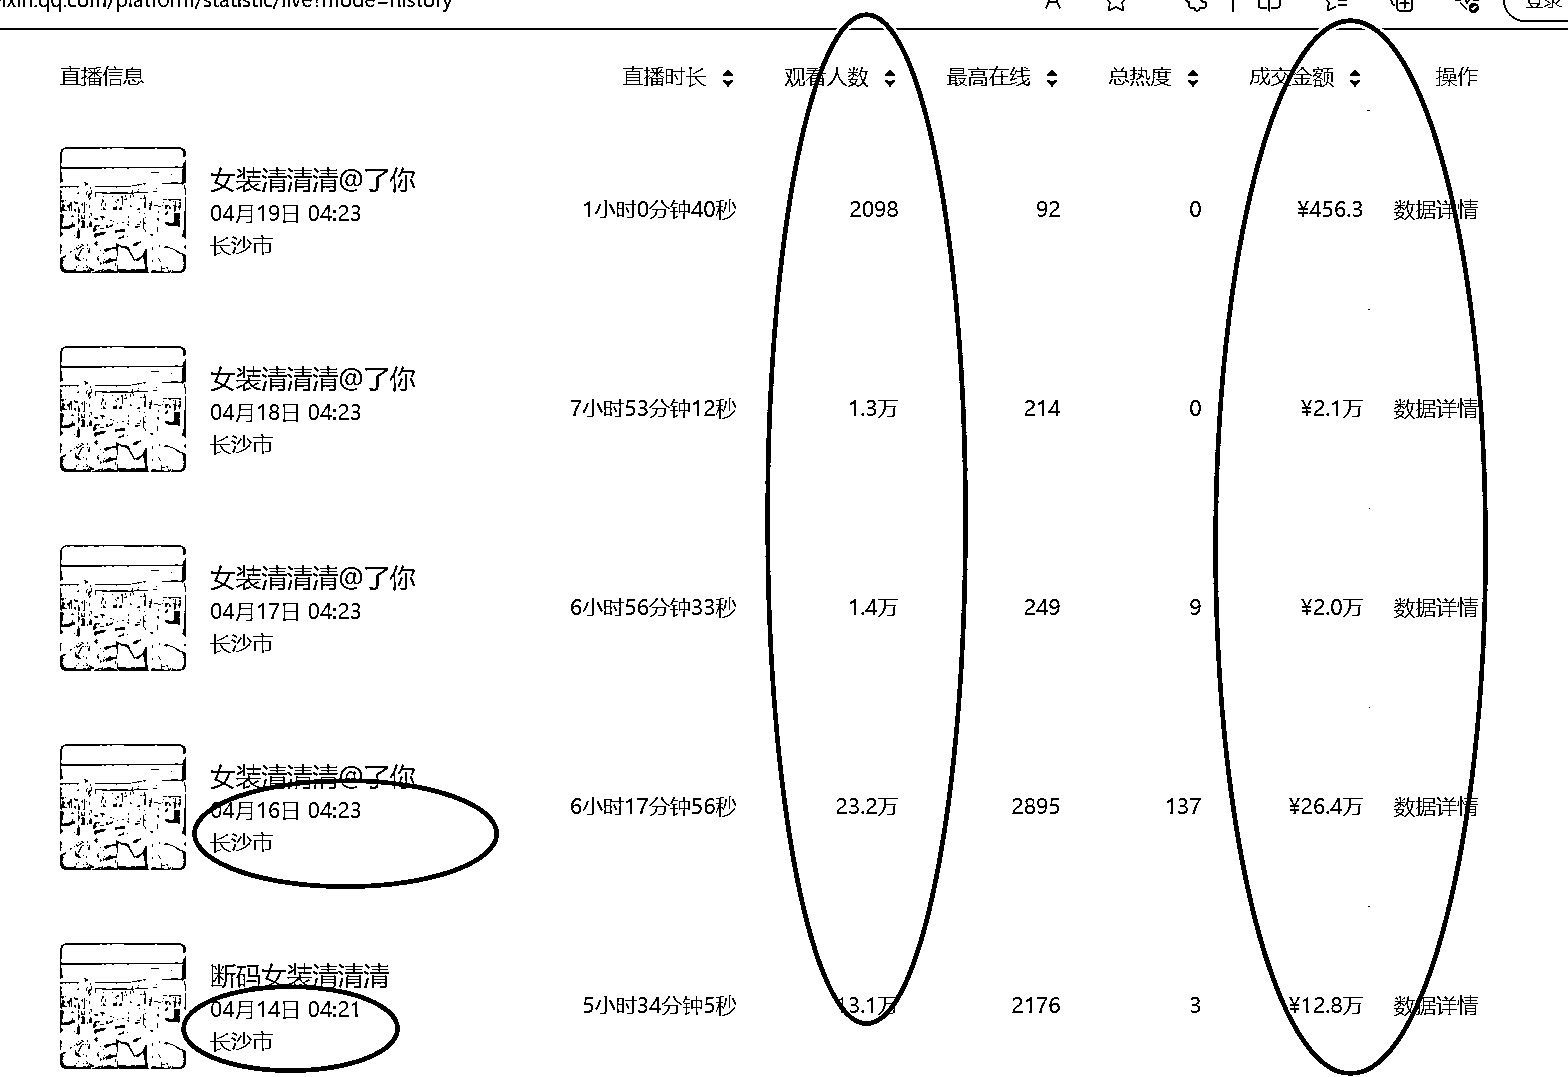 ixin.qq.com/platform/statistic/live?mode=history
登录
直播信息 直播时长 观看人数 最高在线 总热度 成交金额 操作
女装清清清@了你
04月19日 04:23
长沙市
1小时0分钟40秒 2098 92 0 ¥456.3 数据详情
女装清清清@了你
04月18日 04:23
长沙市
7小时53分钟12秒 1.3万 214 0 ¥2.1万 数据详情
女装清清清@了你
04月17日 04:23
长沙市
6小时56分钟33秒 1.4万 249 9 ¥2.0万 数据详情
女装清清清@了你
04月16日 04:23
长沙市
6小时17分钟56秒 23.2万 2895 137 ¥26.4万 数据详情
断码女装清清清
04月14日 04:21
长沙市
5小时34分钟5秒 13.1万 2176 3 ¥12.8万 数据详情